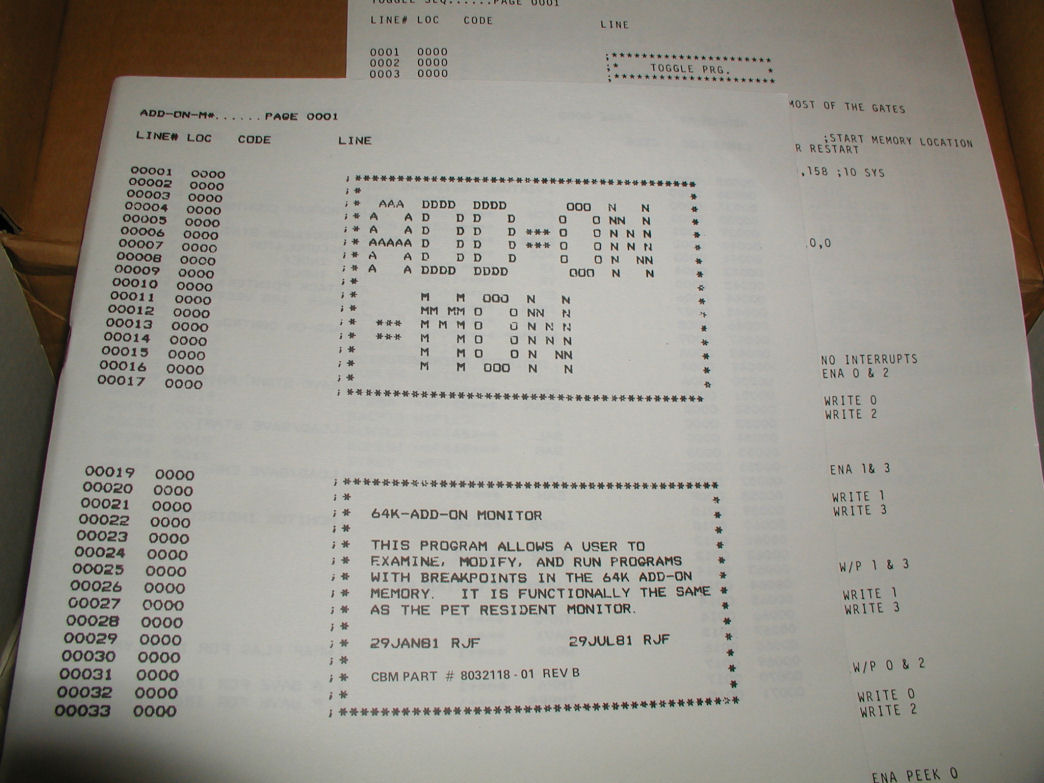 TOGGLE SEQ......PAGE 0001
LINE# LOC CODE LINE
0001 0000 ;***********************
0002 0000 ;* TOGGLE PRG. *
0003 0000 ;***********************
MOST OF THE GATES
;START MEMORY LOCATION
R RESTART
,158 ;10 SYS
0,0
NO INTERRUPTS
ENA 0 & 2
WRITE 0
WRITE 2
ENA 1& 3
WRITE 1
WRITE 3
W/P 1 & 3
WRITE 1
WRITE 3
W/P 0 & 2
WRITE 0
WRITE 2
ENA PEEK 0
ADD-ON-M*......PAGE 0001
LINE# LOC CODE LINE
00001 0000 ;*********************************************
00002 0000 ;* *
00003 0000 ;* AAA DDDD DDDD OOO N N *
00004 0000 ;* A A D D D D O O NN N *
00005 0000 ;* A A D D D D *** O O N N N *
00006 0000 ;* AAAAA D D D D *** O O N N N *
00007 0000 ;* A A D D D D O O N NN *
00008 0000 ;* A A DDDD DDDD OOO N N *
00009 0000 ;* *
00010 0000 ;* M M OOO N N *
00011 0000 ;* MM MM O O NN N *
00012 0000 ;* *** M M M O O N N N *
00013 0000 ;* *** M M O O N N N *
00014 0000 ;* M M O O N NN *
00015 0000 ;* M M OOO N N *
00016 0000 ;* *
00017 0000 ;*********************************************
00019 0000 ;*********************************************
00020 0000 ;* *
00021 0000 ;* 64K-ADD-ON MONITOR *
00022 0000 ;* *
00023 0000 ;* THIS PROGRAM ALLOWS A USER TO *
00024 0000 ;* EXAMINE, MODIFY, AND RUN PROGRAMS *
00025 0000 ;* WITH BREAKPOINTS IN THE 64K ADD-ON *
00026 0000 ;* MEMORY. IT IS FUNCTIONALLY THE SAME *
00027 0000 ;* AS THE PET RESIDENT MONITOR. *
00028 0000 ;* *
00029 0000 ;* 29JAN81 RJF 29JUL81 RJF *
00030 0000 ;* *
00031 0000 ;* CBM PART # 8032118-01 REV B *
00032 0000 ;* *
00033 0000 ;*********************************************